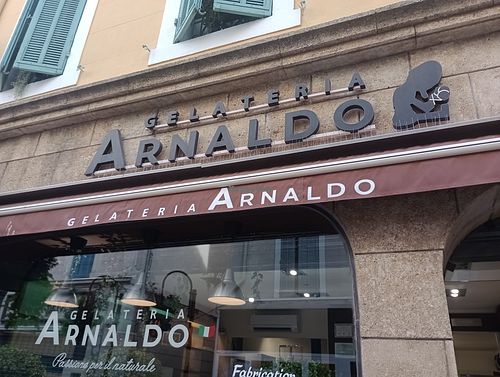 GELATERIA
ARNALDO
GELATERIA ARNALDO
GELATERIA
ARNALDO
Passione per il naturale
Fabrication